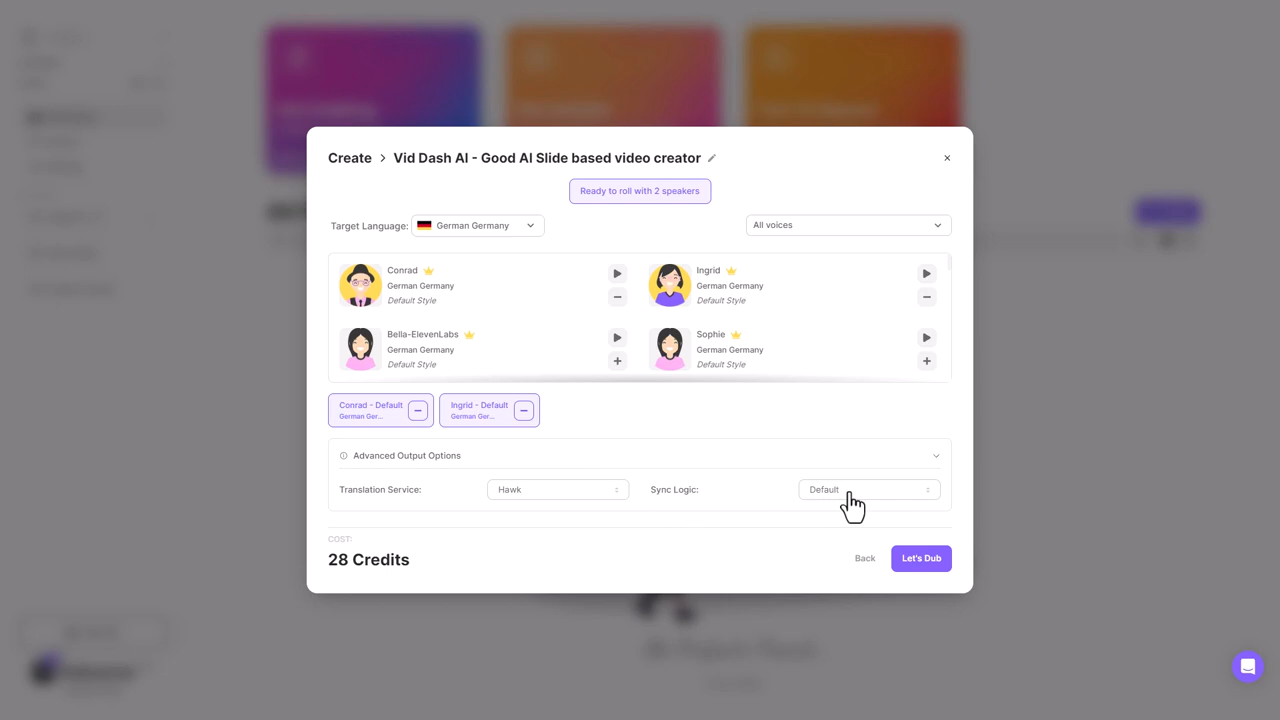 Create > Vid Dash AI - Good AI Slide based video creator
Ready to roll with 2 speakers
Target Language: German Germany
All voices
Conrad
German Germany
Default Style
Ingrid
German Germany
Default Style
Bella-ElevenLabs
German Germany
Default Style
Sophie
German Germany
Default Style
Conrad - Default
German Ger...
Ingrid - Default
German Ger...
Advanced Output Options
Translation Service: Hawk
Sync Logic: Default
COST:
28 Credits
Back
Let's Dub